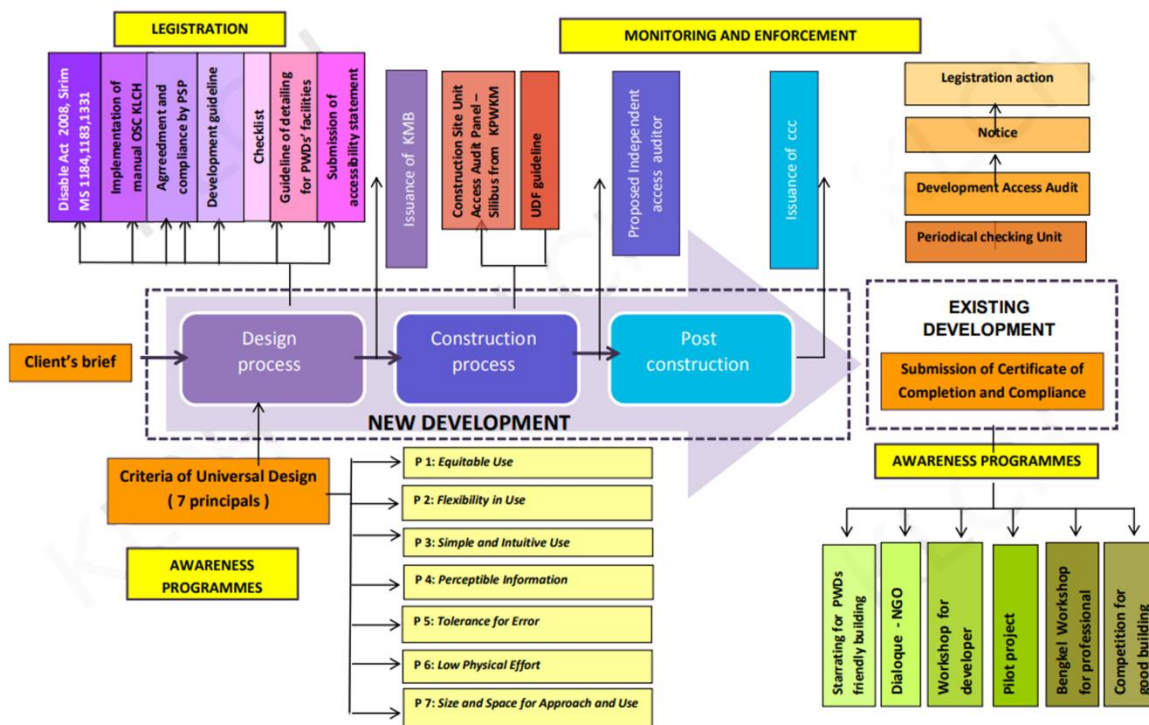 LEGISTRATION
MONITORING AND ENFORCEMENT
Disable Act 2008, Sirim
MS 1184,1183,1331
Implementation of
manual OSC KLCH
Agreedment and
compliance by PSP
Development guideline
Checklist
Guideline of detailing
for PWDs' facilities
Submission of
accessibility statement
Issuance of KMB
Construction Site Unit
Access Audit Panel –
Silibus from KPWKM
UDF guideline
Proposed Independent
access auditor
Issuance of ccc
Legistration action
Notice
Development Access Audit
Periodical checking Unit
Client's brief
Design
process
Construction
process
Post
construction
NEW DEVELOPMENT
EXISTING
DEVELOPMENT
Submission of Certificate of
Completion and Compliance
Criteria of Universal Design
( 7 principals )
AWARENESS
PROGRAMMES
P 1: Equitable Use
P 2: Flexibility in Use
P 3: Simple and Intuitive Use
P 4: Perceptible Information
P 5: Tolerance for Error
P 6: Low Physical Effort
P 7: Size and Space for Approach and Use
AWARENESS PROGRAMMES
Starrating for PWDs
friendly building
Dialoque - NGO
Workshop for
developer
Pilot project
Bengkel Workshop
for professional
Competition for
good building